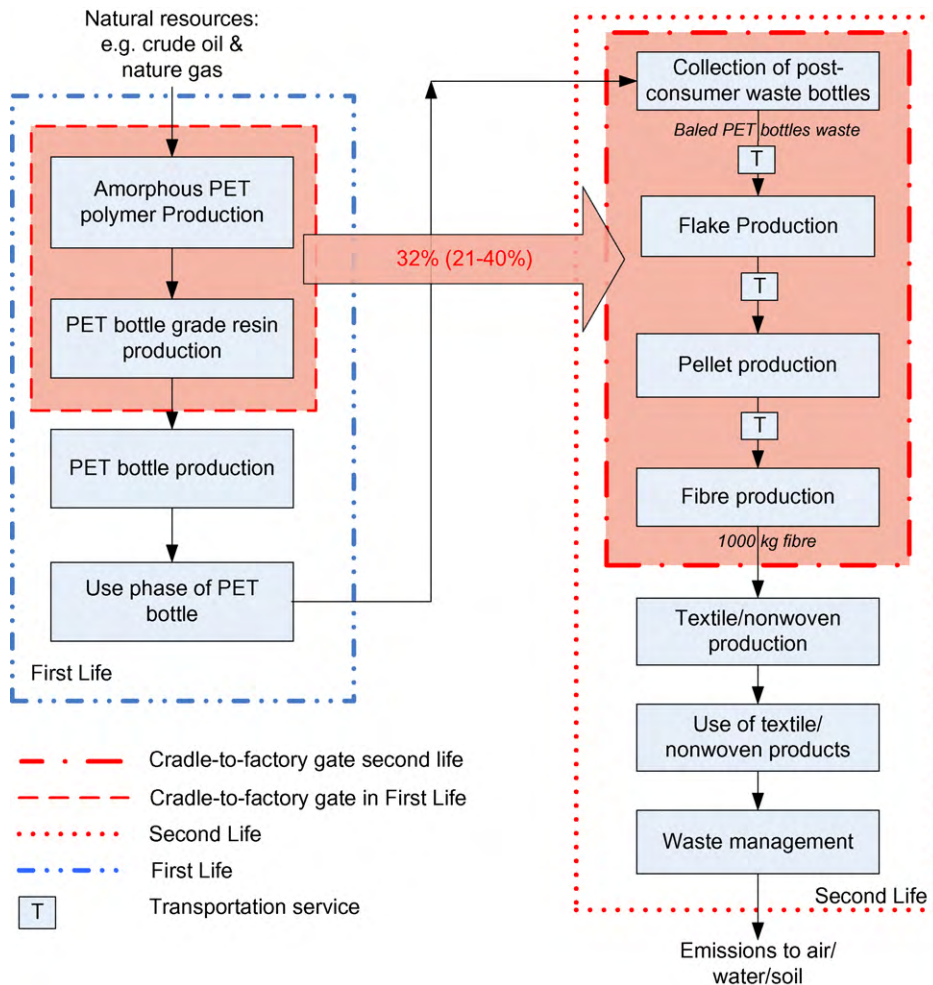 Natural resources:
e.g. crude oil &
nature gas
Amorphous PET
polymer Production
PET bottle grade resin
production
PET bottle production
Use phase of PET
bottle
First Life
32% (21-40%)
Collection of post-
consumer waste bottles
Baled PET bottles waste
T
Flake Production
T
Pellet production
T
Fibre production
1000 kg fibre
Textile/nonwoven
production
Use of textile/
nonwoven products
Waste management
Second Life
Emissions to air/
water/soil
Cradle-to-factory gate second life
Cradle-to-factory gate in First Life
Second Life
First Life
T Transportation service